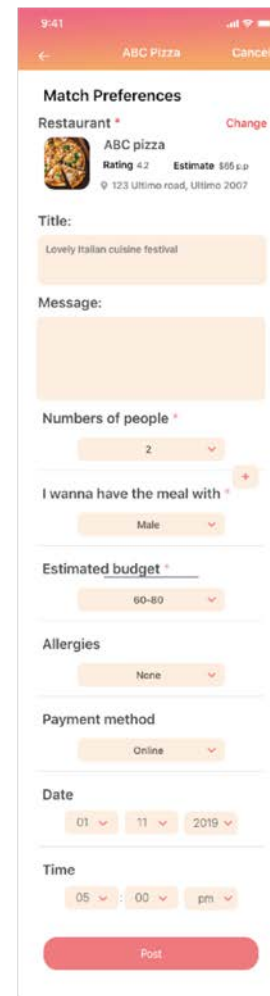 9:41
ABC Pizza Cancel
Match Preferences
Restaurant * Change
ABC pizza
Rating 4.2 Estimate $65 p.p
123 Ultimo road, Ultimo 2007
Title:
Lovely Italian cuisine festival
Message:
Numbers of people *
2
+
I wanna have the meal with *
Male
Estimated budget *
60-80
Allergies
None
Payment method
Online
Date
01 11 2019
Time
05 : 00 pm
Post